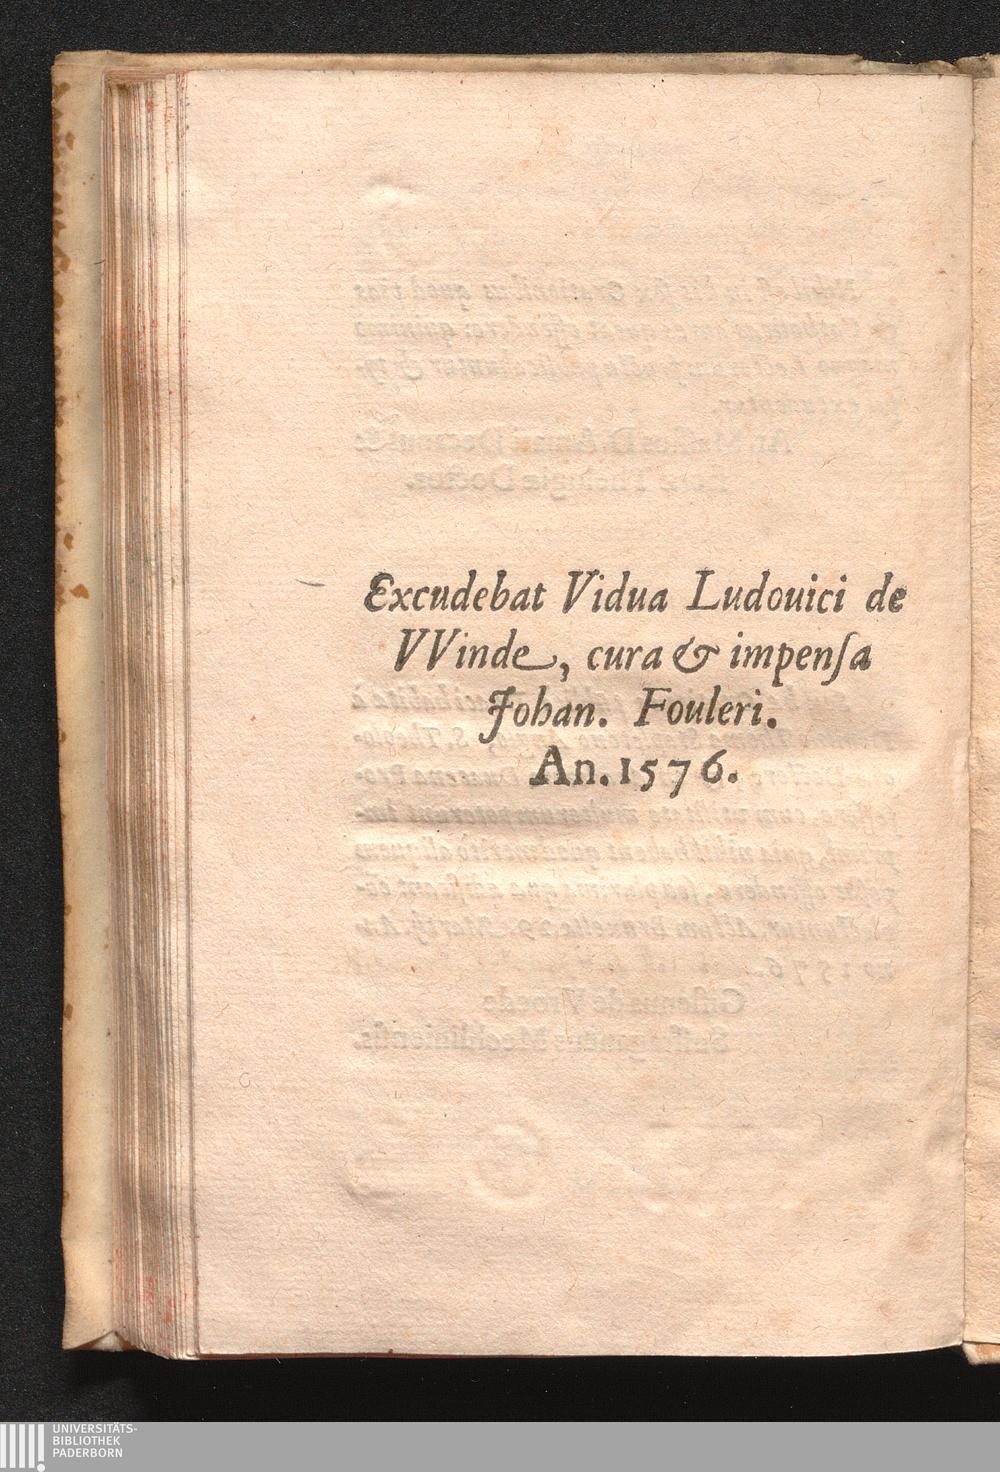 Excudebat Vidua Ludouici de
VVinde, cura & impenſa
Johan. Fouleri.
An. 1576.
UNIVERSITÄTS-
BIBLIOTHEK
PADERBORN